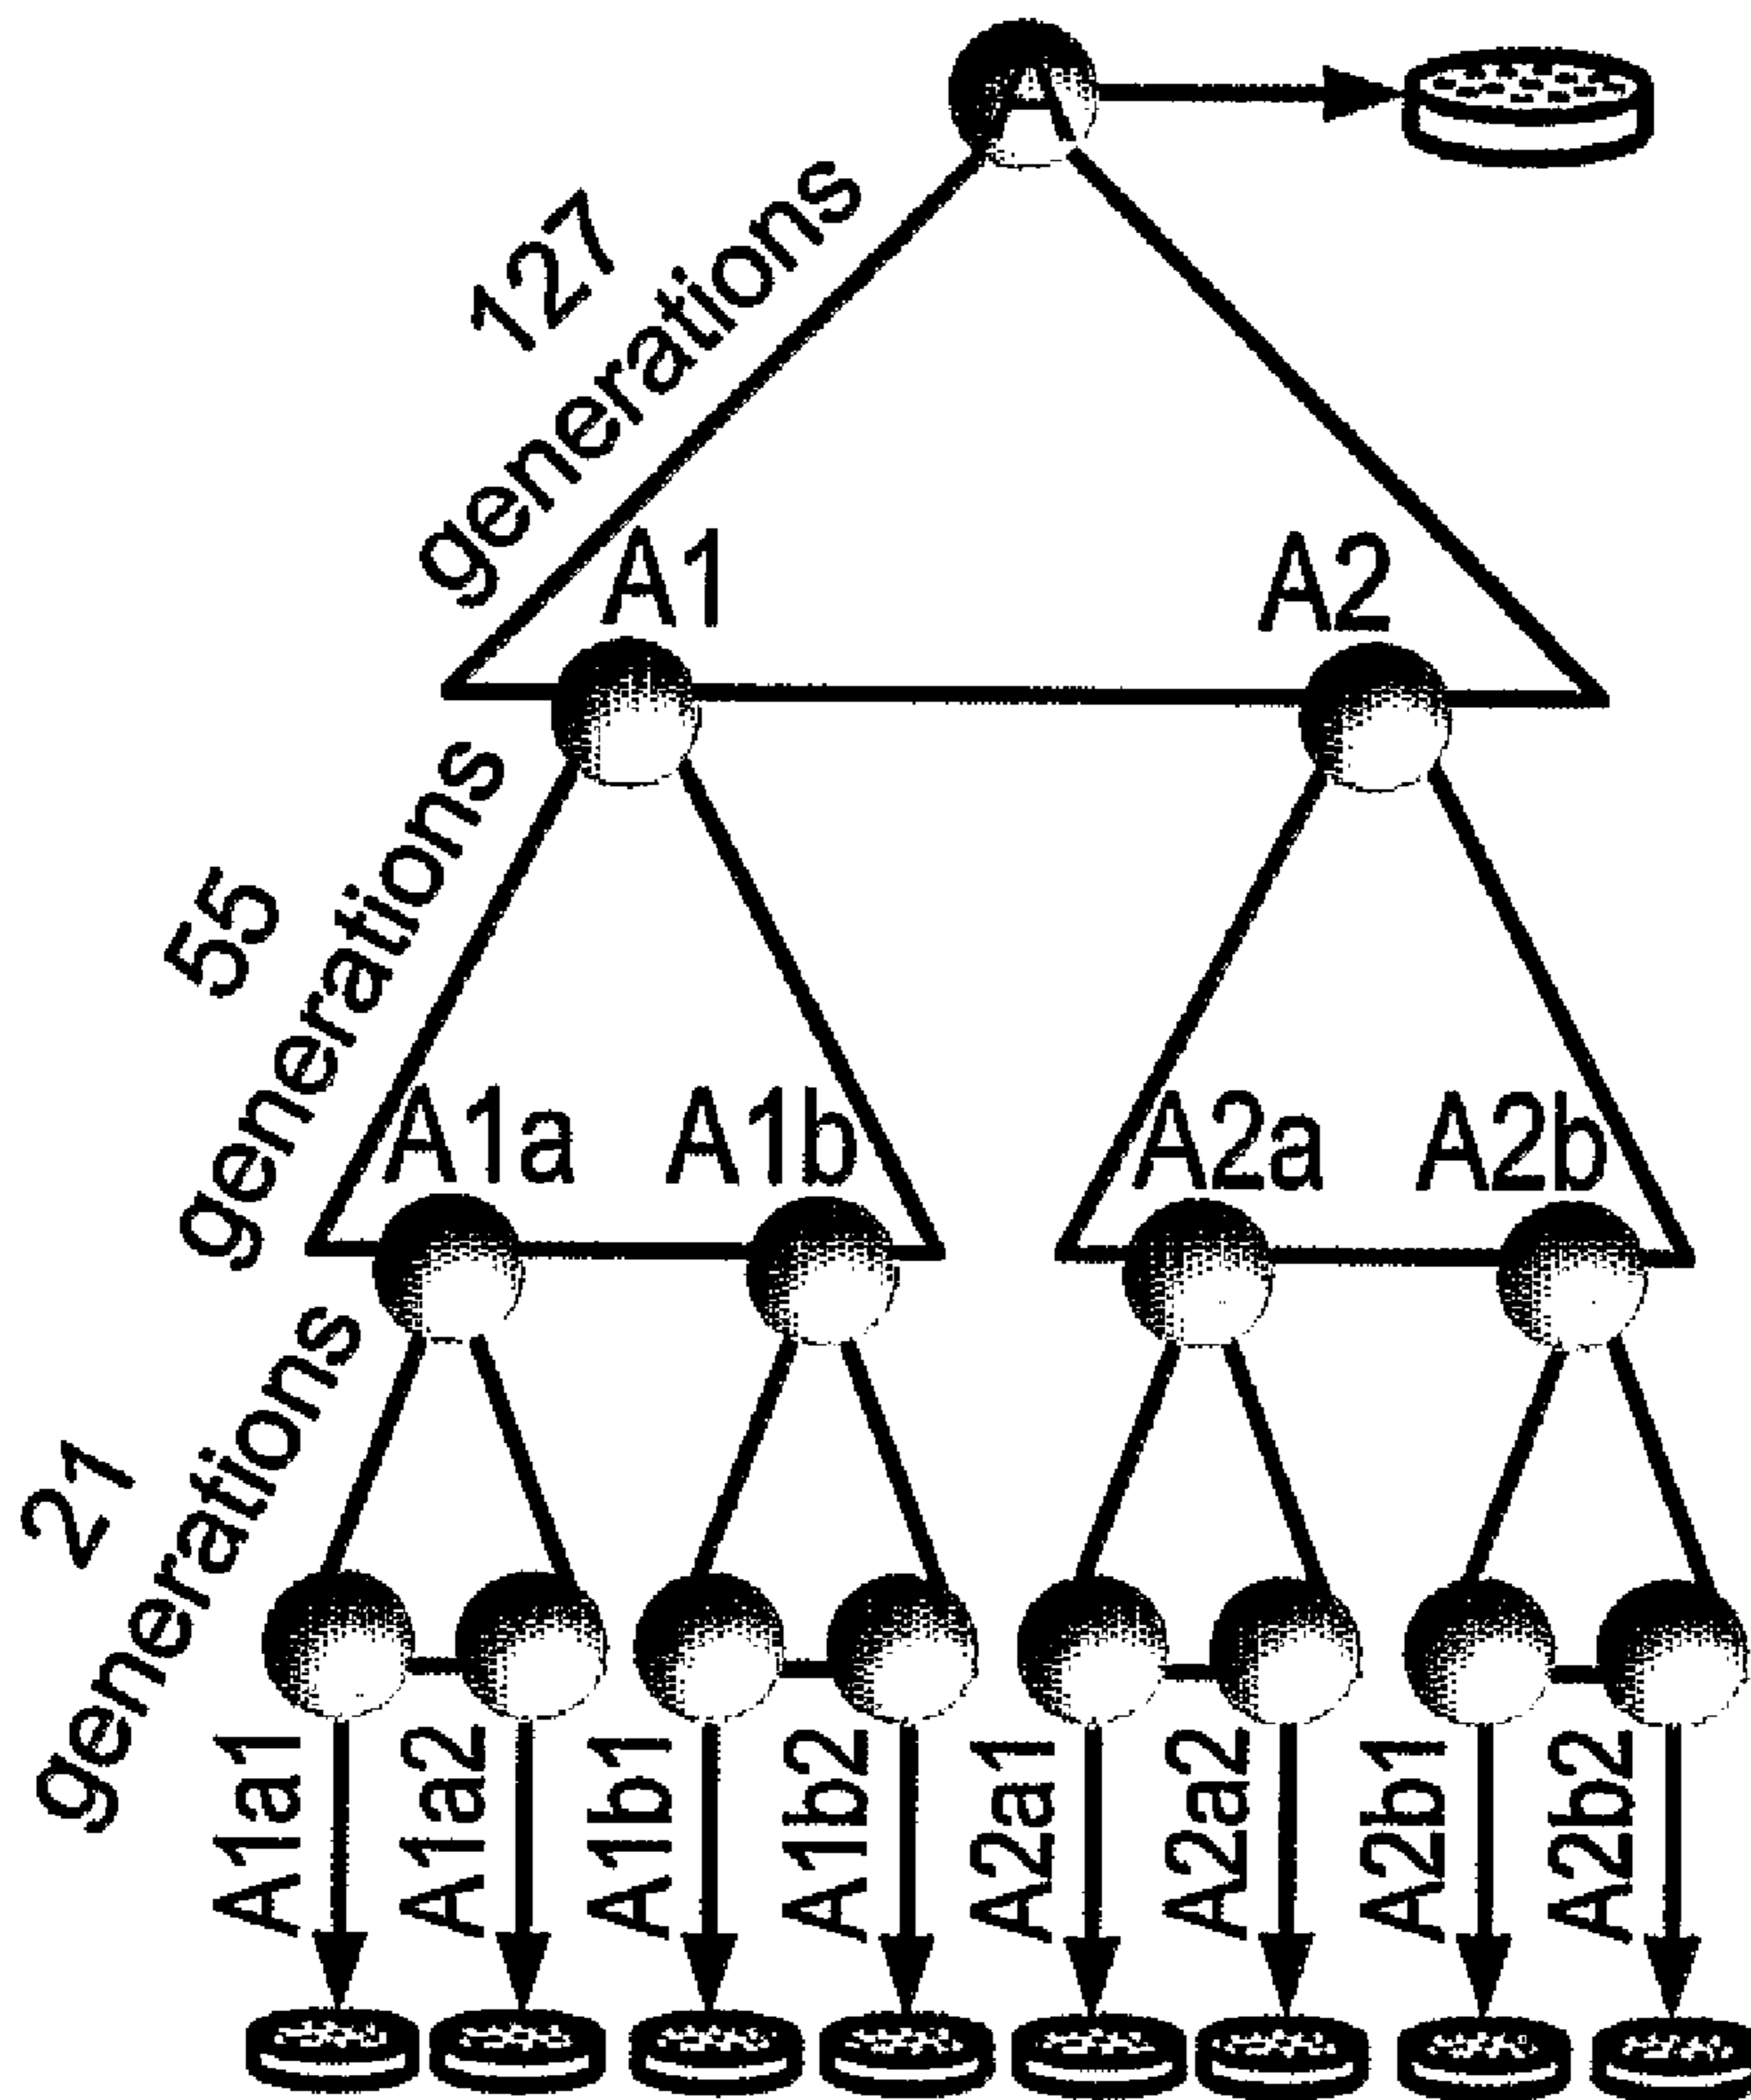 A
127
generations
A1
A2
55
generations
A1a
A1b
A2a
A2b
21
generations
A1a1
A1a2
A1b1
A1b2
A2a1
A2a2
A2b1
A2b2